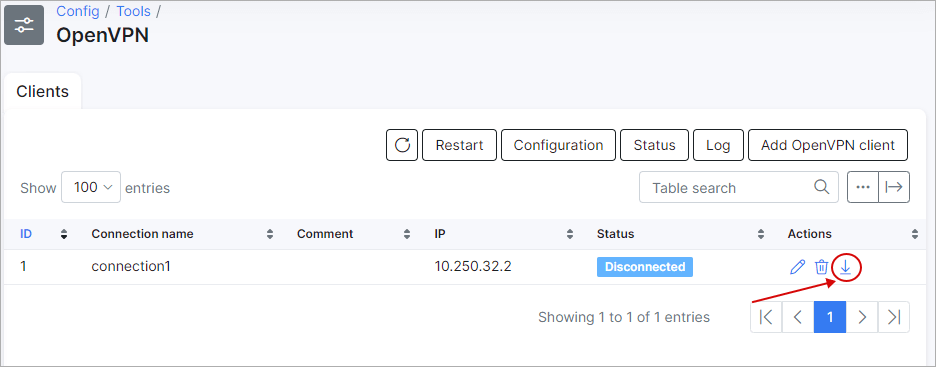 Config / Tools /
OpenVPN
Clients
Restart Configuration Status Log Add OpenVPN client
Show 100 entries Table search
ID Connection name Comment IP Status Actions
1 connection1 10.250.32.2 Disconnected
Showing 1 to 1 of 1 entries 1